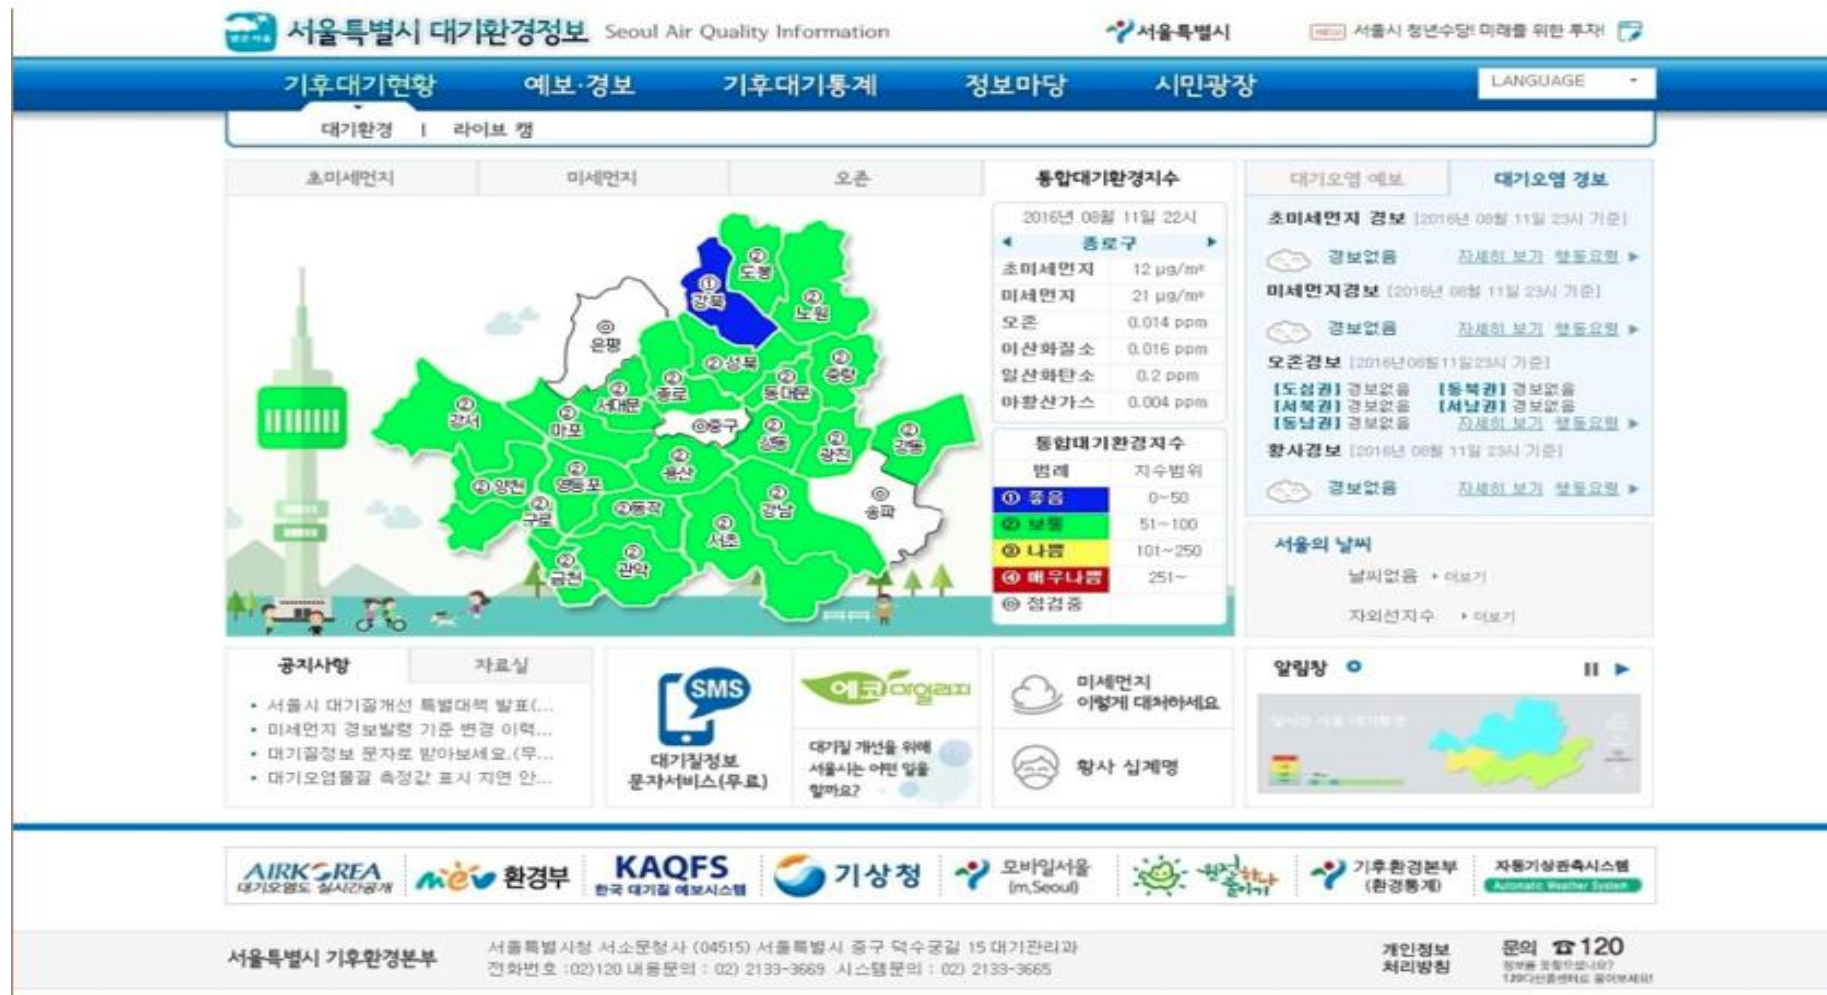 서울특별시 대기환경정보 Seoul Air Quality Information
서울특별시
NEW 서울시 청년수당! 미래를 위한 투자!
기후대기현황 예보·경보 기후대기통계 정보마당 시민광장 LANGUAGE
대기환경 | 라이브 캠
초미세먼지 미세먼지 오존 통합대기환경지수
② 도봉
① 강북
② 노원
◎ 은평
② 성북
② 중랑
② 종로
② 동대문
② 서대문
② 강서
② 마포
◎중구
② 성동
② 광진
② 강동
② 용산
② 양천
② 영등포
② 구로
②동작
② 강남
◎ 송파
② 서초
② 금천
② 관악
2016년 08월 11일 22시
종로구
초미세먼지 12 µg/m³
미세먼지 21 µg/m³
오존 0.014 ppm
이산화질소 0.016 ppm
일산화탄소 0.2 ppm
아황산가스 0.004 ppm
통합대기환경지수
범례 지수범위
① 좋음 0~50
② 보통 51~100
③ 나쁨 101~250
④ 매우나쁨 251~
◎ 점검중
대기오염 예보 대기오염 경보
초미세먼지 경보 [2016년 08월 11일 23시 기준]
경보없음 자세히 보기 행동요령 ▶
미세먼지경보 [2016년 08월 11일 23시 기준]
경보없음 자세히 보기 행동요령 ▶
오존경보 [2016년08월11일23시 기준]
[도심권] 경보없음 [동북권] 경보없음
[서북권] 경보없음 [서남권] 경보없음
[동남권] 경보없음 자세히 보기 행동요령 ▶
황사경보 [2016년 08월 11일 23시 기준]
경보없음 자세히 보기 행동요령 ▶
서울의 날씨
날씨없음 더보기
자외선지수 더보기
공지사항 자료실
• 서울시 대기질개선 특별대책 발표(...
• 미세먼지 경보발령 기준 변경 이력...
• 대기질정보 문자로 받아보세요.(무...
• 대기오염물질 측정값 표시 지연 안...
SMS
대기질정보
문자서비스(무료)
에코마일리지
대기질 개선을 위해
서울시는 어떤 일을
할까요?
미세먼지
이렇게 대처하세요
황사 십계명
알림창
실시간 서울 대기환경
AIRKOREA
대기오염도 실시간공개
mev 환경부
KAQFS
한국 대기질 예보시스템
기상청
모바일서울
(m.Seoul)
기후환경본부
(환경통계)
자동기상관측시스템
Automatic Weather System
서울특별시 기후환경본부
서울특별시청 서소문청사 (04515) 서울특별시 중구 덕수궁길 15 대기관리과
전화번호 :02)120 내용문의 : 02) 2133-3669 시스템문의 : 02) 2133-3665
개인정보
처리방침
문의 ☎120